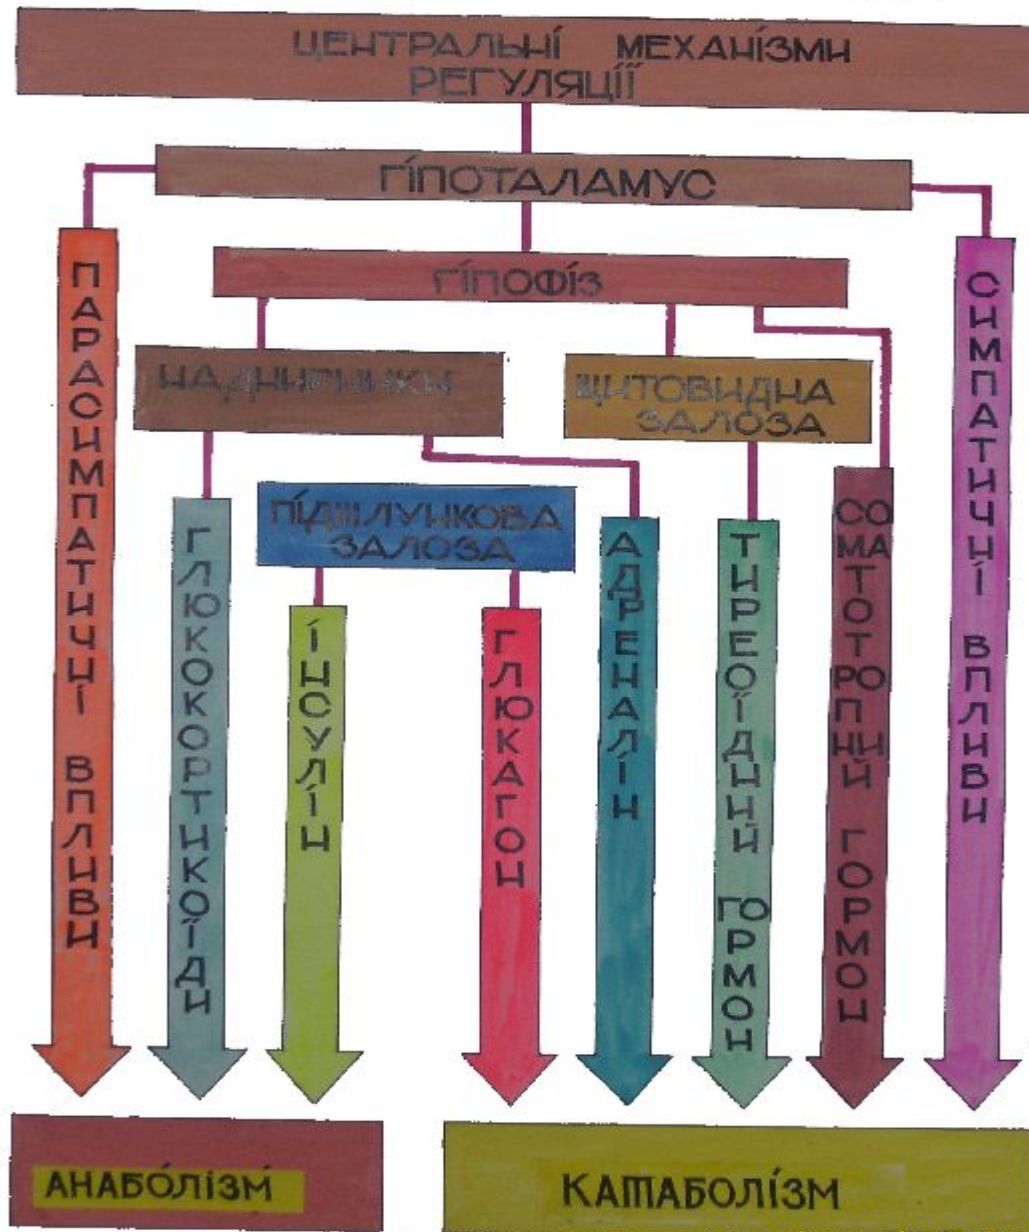 ЦЕНТРАЛЬНІ МЕХАНІЗМИ
РЕГУЛЯЦІЇ
ГІПОТАЛАМУС
ГІПОФІЗ
НАДНИРНИКИ
ЩИТОВИДНА
ЗАЛОЗА
ПІДШЛУНКОВА
ЗАЛОЗА
ПАРАСИМПАТИЧНІ ВПЛИВИ
ГЛЮКОКОРТИКОЇДИ
ІНСУЛІН
ГЛЮКАГОН
АДРЕНАЛІН
ТИРЕОЇДНИЙ ГОРМОН
СОМАТОТРОПНИЙ ГОРМОН
СИМПАТИЧНІ ВПЛИВИ
АНАБОЛІЗМ
КАТАБОЛІЗМ